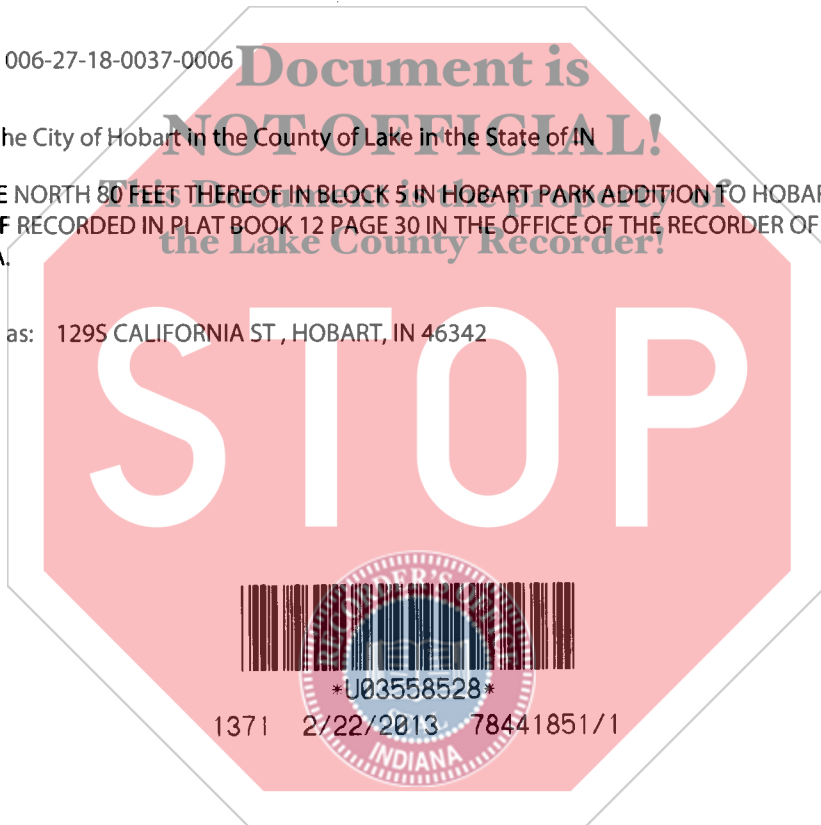 006-27-18-0037-0006
Document is
NOT OFFICIAL!
he City of Hobart in the County of Lake in the State of IN
This Document is the property of
E NORTH 80 FEET THEREOF IN BLOCK 5 IN HOBART PARK ADDITION TO HOBAR
F RECORDED IN PLAT BOOK 12 PAGE 30 IN THE OFFICE OF THE RECORDER OF
the Lake County Recorder!
A.
as: 129S CALIFORNIA ST , HOBART, IN 46342
STOP
RECORDER'S OFFICE
*U03558528*
1371 2/22/2013 78441851/1
INDIANA